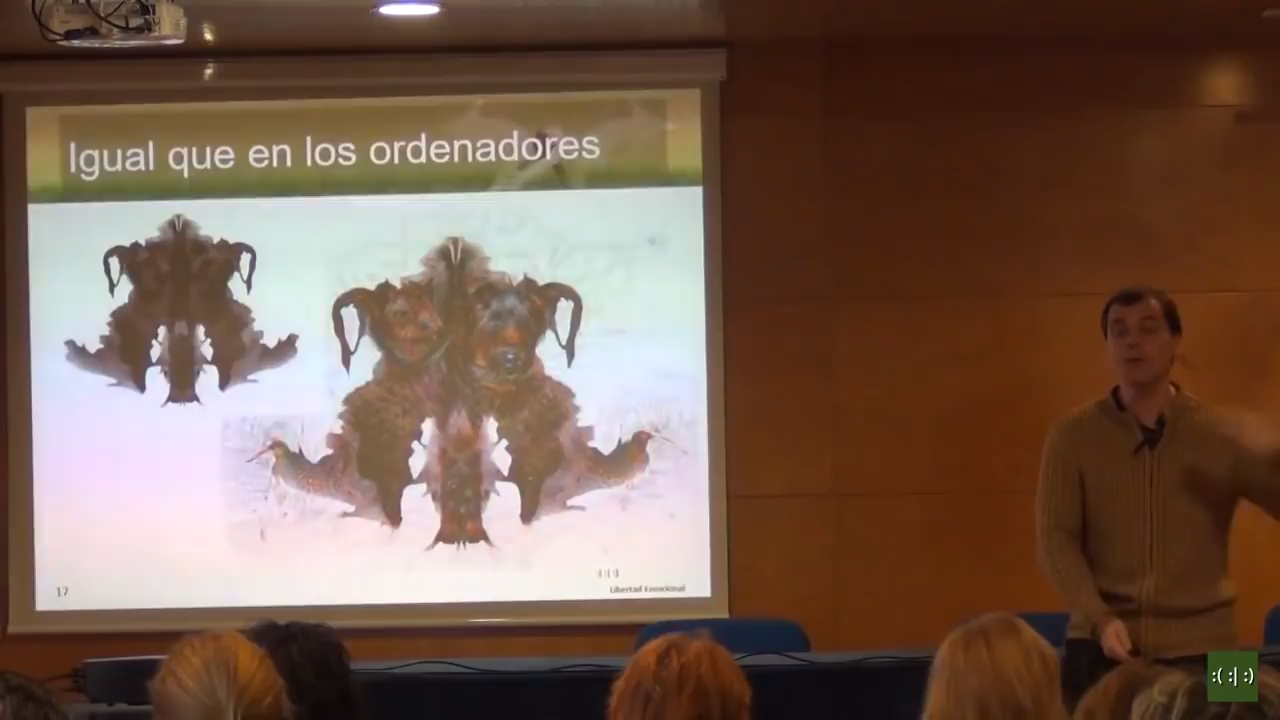 Igual que en los ordenadores
17
:( :| :)
Libertad Emocional
:( :| :)